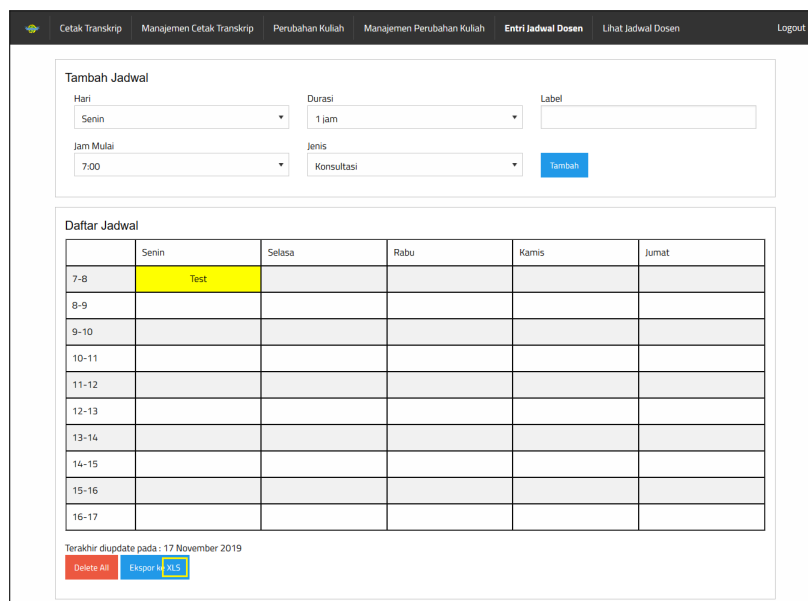 Cetak Transkrip Manajemen Cetak Transkrip Perubahan Kuliah Manajemen Perubahan Kuliah Entri Jadwal Dosen Lihat Jadwal Dosen Logout
Tambah Jadwal
Hari Durasi Label
Senin 1 jam
Jam Mulai Jenis
7:00 Konsultasi Tambah
Daftar Jadwal
Senin Selasa Rabu Kamis Jumat
7-8 Test
8-9
9-10
10-11
11-12
12-13
13-14
14-15
15-16
16-17
Terakhir diupdate pada : 17 November 2019
Delete All Ekspor ke XLS